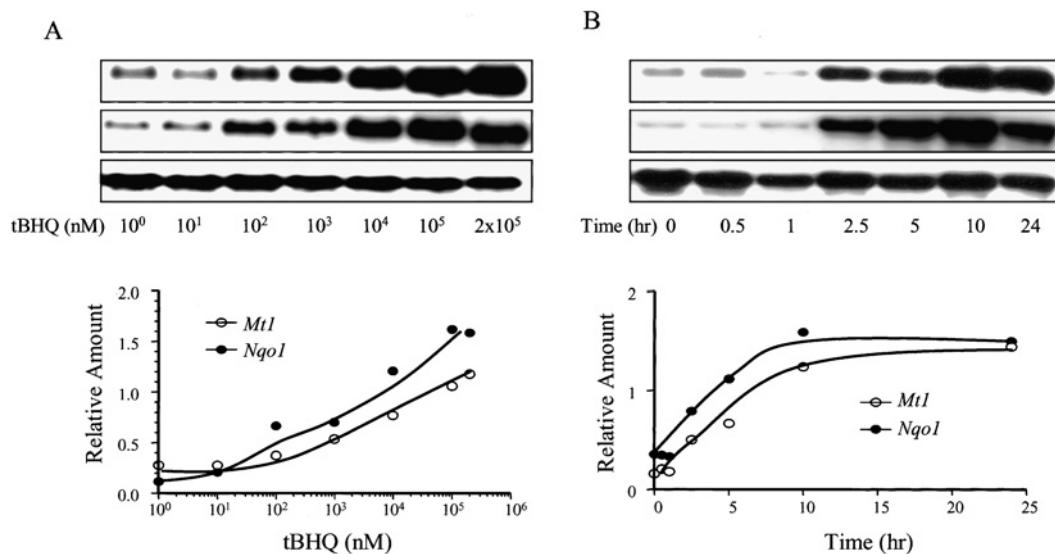 A
tBHQ (nM) 10⁰ 10¹ 10² 10³ 10⁴ 10⁵ 2x10⁵
2.0
1.5
1.0
0.5
0.0
Relative Amount
Mt1
Nqo1
10⁰ 10¹ 10² 10³ 10⁴ 10⁵ 10⁶
tBHQ (nM)
B
Time (hr) 0 0.5 1 2.5 5 10 24
2
1
0
Relative Amount
Mt1
Nqo1
0 5 10 15 20 25
Time (hr)